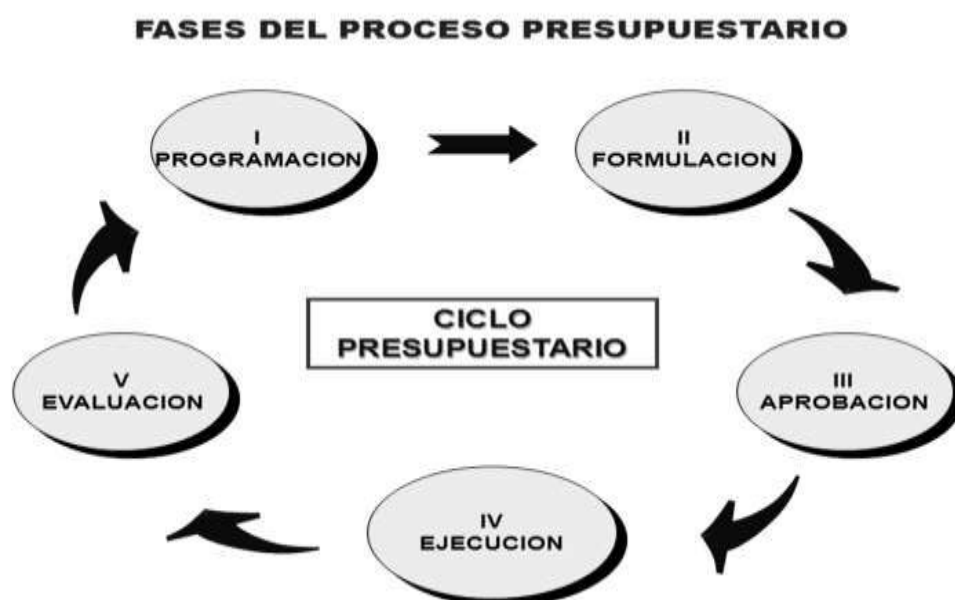 FASES DEL PROCESO PRESUPUESTARIO
I
PROGRAMACION
II
FORMULACION
CICLO
PRESUPUESTARIO
V
EVALUACION
III
APROBACION
IV
EJECUCION